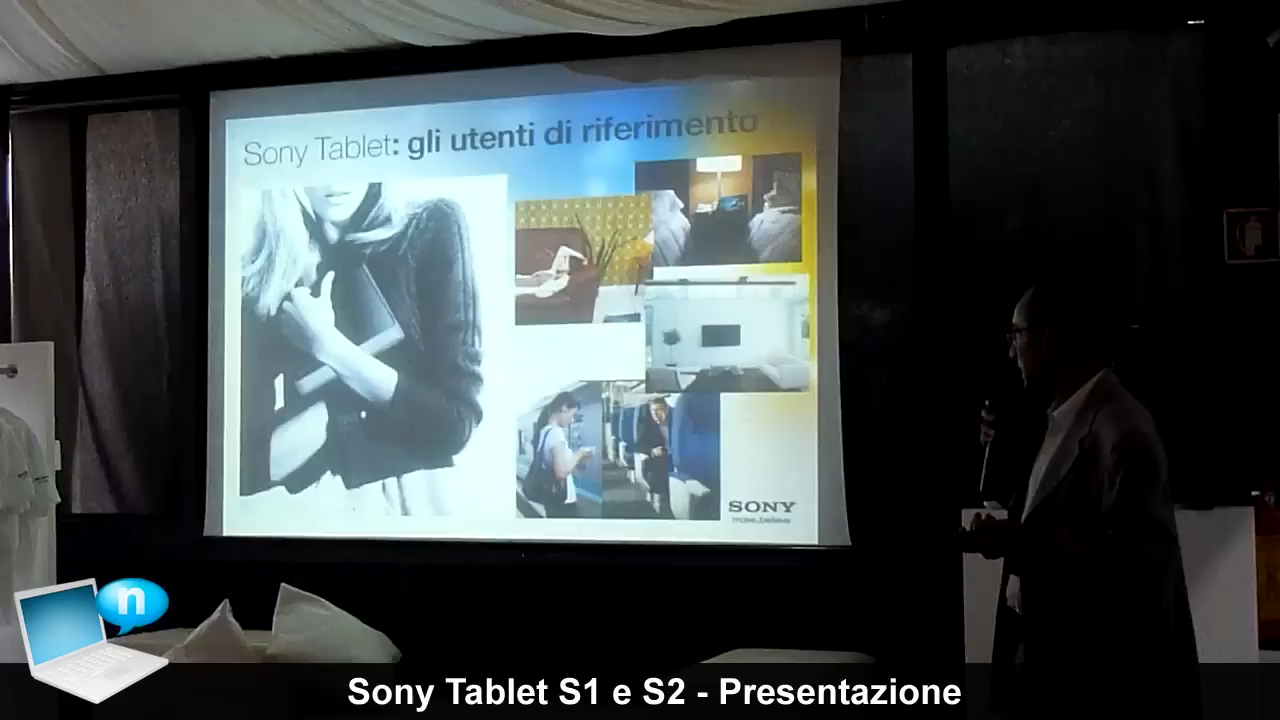 Sony Tablet: gli utenti di riferimento
SONY
make.believe
n
Sony Tablet S1 e S2 - Presentazione